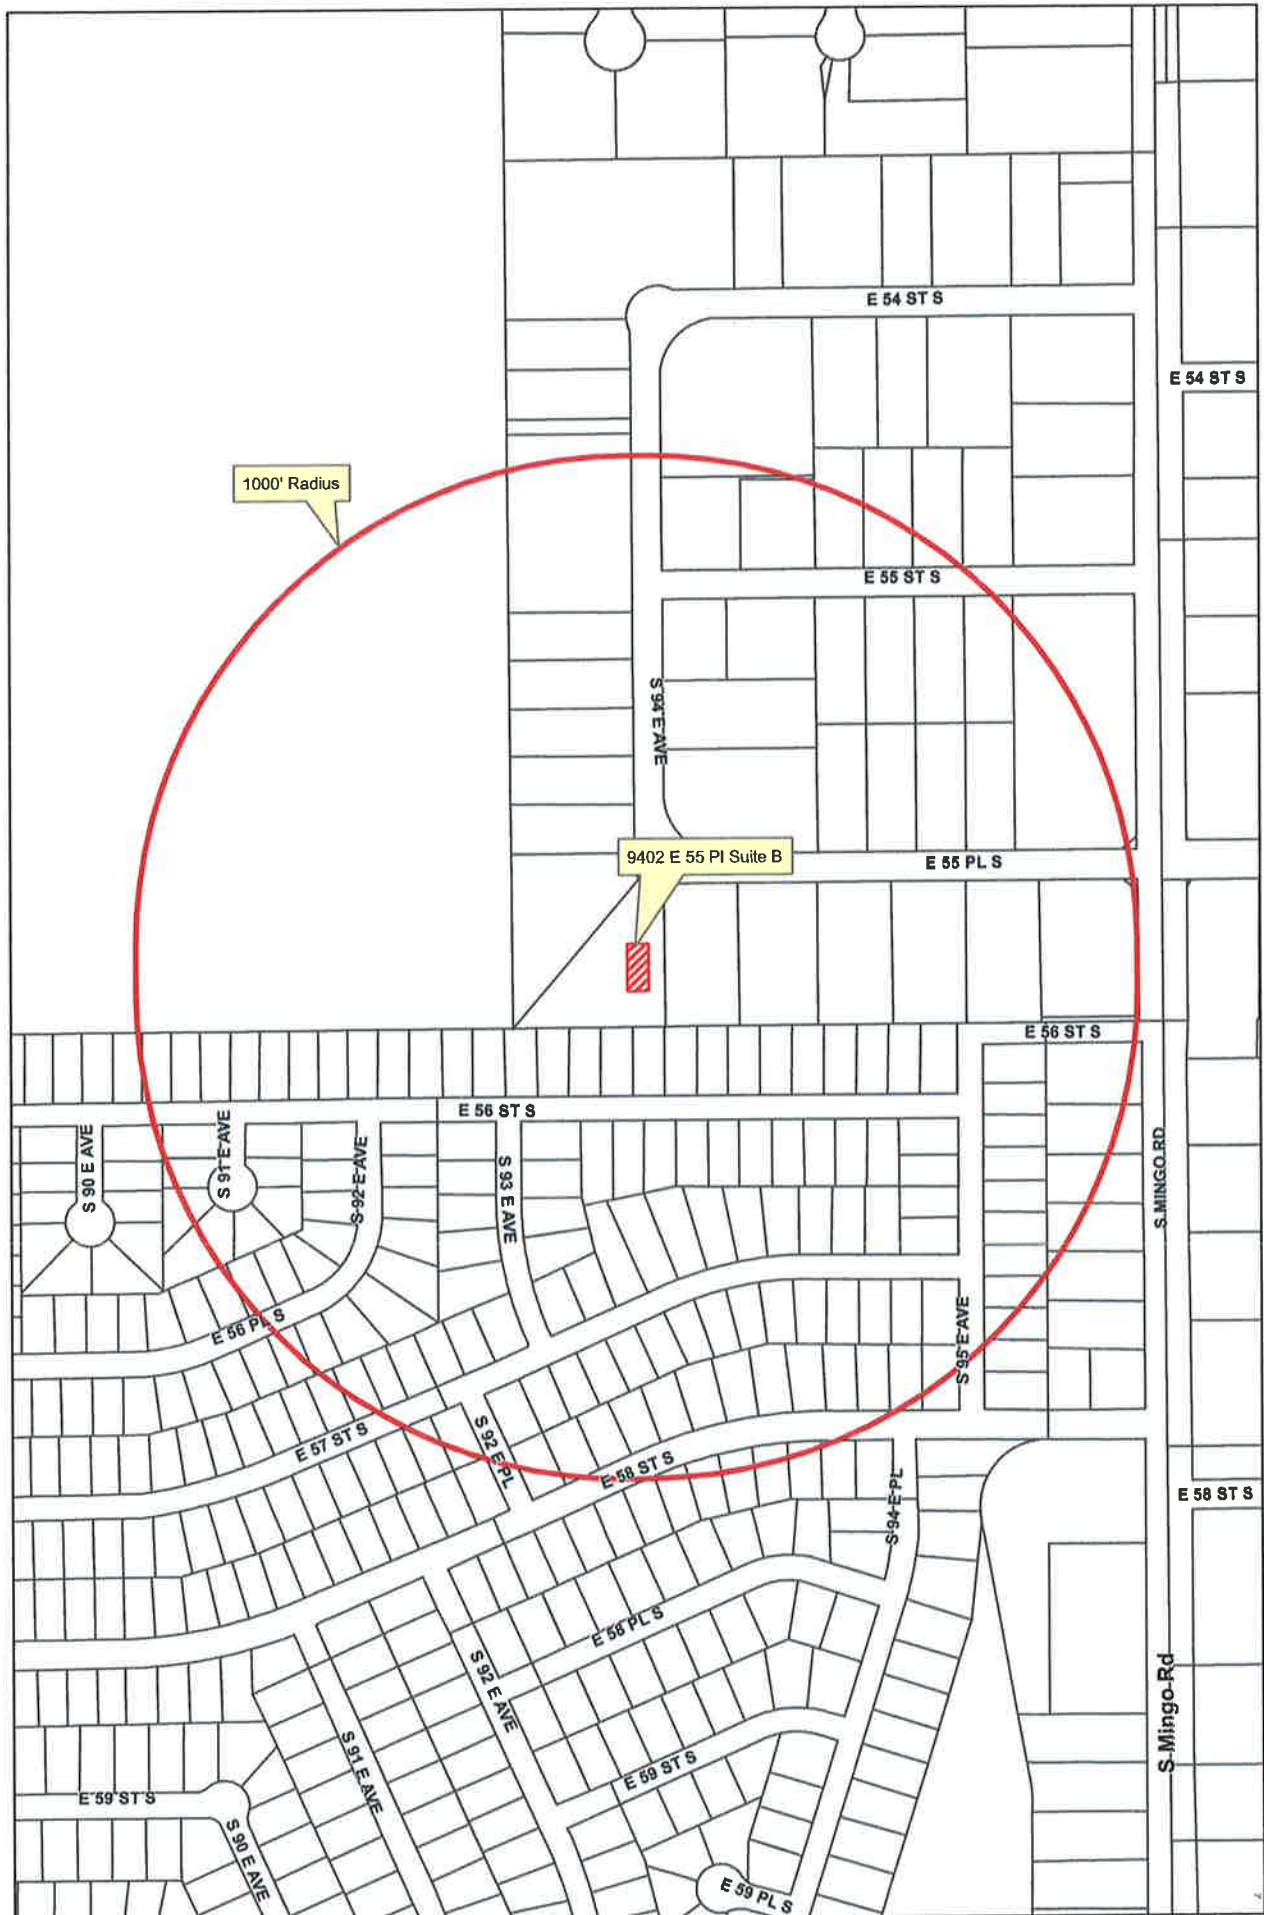 E 54 ST S
E 54 ST S
1000' Radius
E 55 ST S
S 94 E AVE
9402 E 55 Pl Suite B
E 55 PL S
E 56 ST S
E 56 ST S
S 90 E AVE
S 91 E AVE
S 92 E AVE
S 93 E AVE
S MINGO RD
E 56 PL S
S 95 E AVE
E 57 ST S
S 92 E PL
E 58 ST S
S 94 E PL
E 58 ST S
E 58 PL S
S 92 E AVE
S Mingo Rd
S 91 E AVE
E 59 ST S
E 59 ST S
S 90 E AVE
E 59 PL S